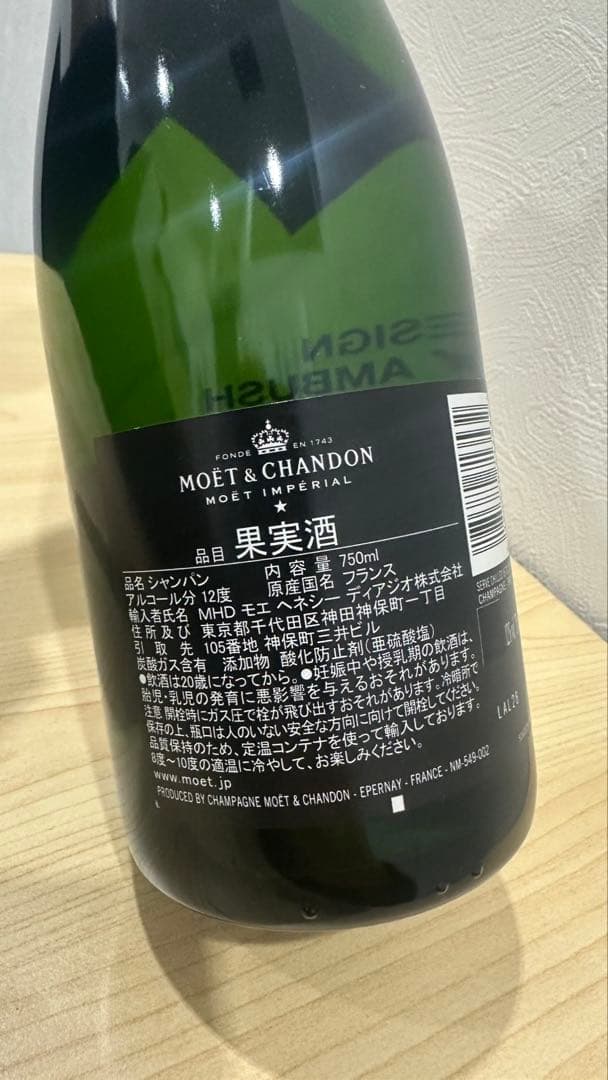 ESIGN
AMBUSH
FONDÉ EN 1743
MOËT & CHANDON
MOËT IMPÉRIAL
品目 果実酒
品名 シャンパン 内容量 750ml
アルコール分 12度 原産国名 フランス
輸入者氏名 MHD モエ ヘネシー ディアジオ株式会社
住所及び 東京都千代田区神田神保町一丁目
引取先 105番地 神保町三井ビル
炭酸ガス含有 添加物 酸化防止剤(亜硫酸塩)
●飲酒は20歳になってから。●妊娠中や授乳期の飲酒は、
胎児・乳児の発育に悪影響を与えるおそれがあります。
注意 開栓時にガス圧で栓が飛び出すおそれがあります。冷暗所で
保存の上、瓶口は人のいない安全な方向に向けて開栓してください。
品質保持のため、定温コンテナを使って輸入しております。
8度～10度の適温に冷やして、お楽しみください。
www.moet.jp
PRODUCED BY CHAMPAGNE MOËT & CHANDON - EPERNAY - FRANCE - NM-549-002
SERVE CHILLED
CHAMPAGNE
LAL28